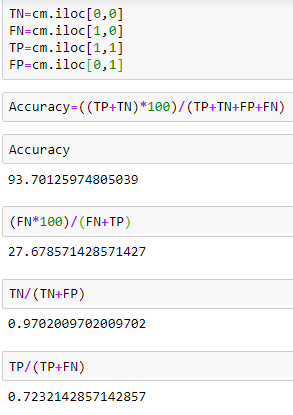 TN=cm.iloc[0,0]
FN=cm.iloc[1,0]
TP=cm.iloc[1,1]
FP=cm.iloc[0,1]
Accuracy=((TP+TN)*100)/(TP+TN+FP+FN)
Accuracy
93.70125974805039
(FN*100)/(FN+TP)
27.678571428571427
TN/(TN+FP)
0.9702009702009702
TP/(TP+FN)
0.7232142857142857